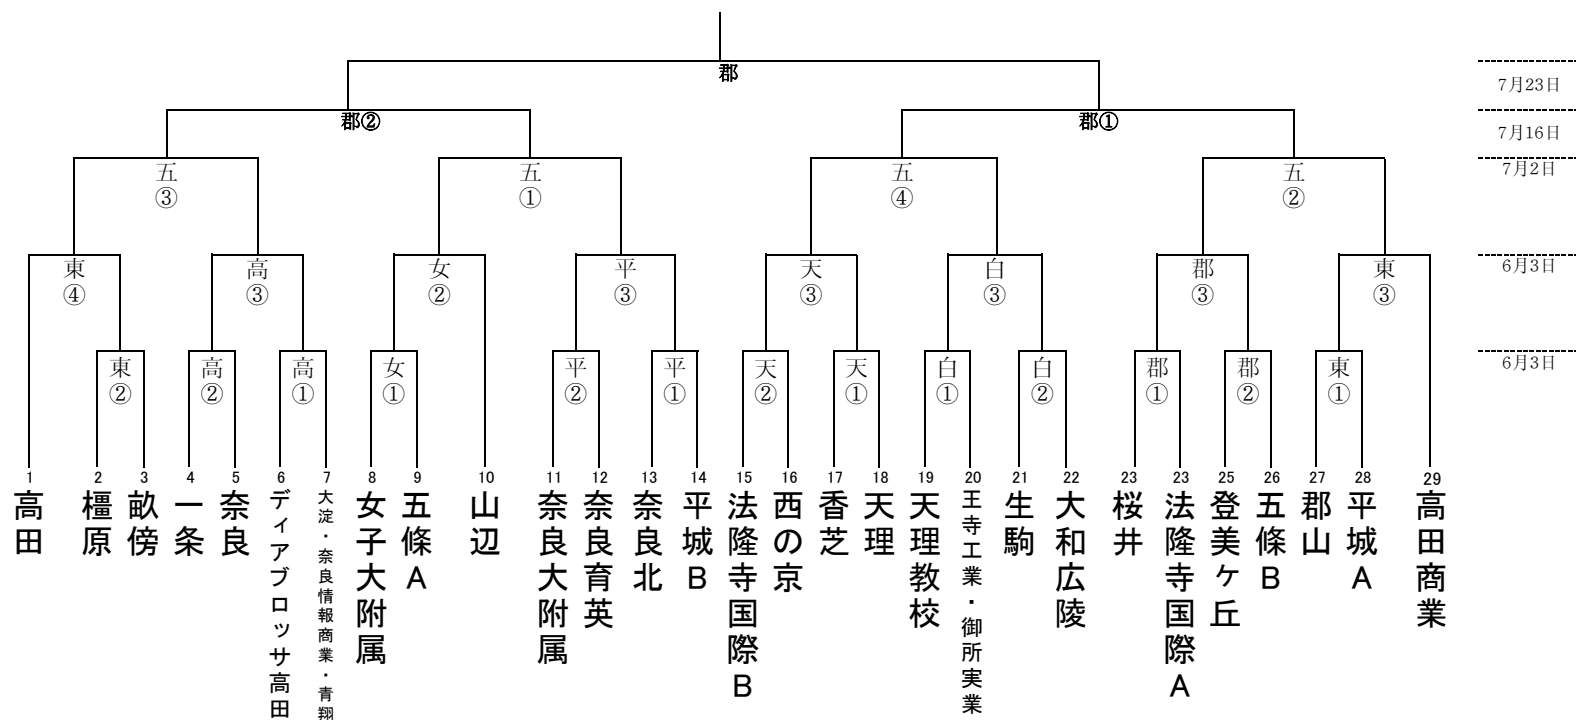 郡
7月23日
郡②
郡①
7月16日
五
③
五
①
五
④
五
②
7月2日
東
④
高
③
女
②
平
③
天
③
白
③
郡
③
東
③
6月3日
東
②
高
②
高
①
女
①
平
②
平
①
天
②
天
①
白
①
白
②
郡
①
郡
②
東
①
6月3日
1
高田
2
橿原
3
畝傍
4
一条
5
奈良
6
ディアブロッサ高田
7
大淀・奈良情報商業・青翔
8
女子大附属
9
五條A
10
山辺
11
奈良大附属
12
奈良育英
13
奈良北
14
平城B
15
法隆寺国際B
16
西の京
17
香芝
18
天理
19
天理教校
20
王寺工業・御所実業
21
生駒
22
大和広陵
23
桜井
23
法隆寺国際A
25
登美ケ丘
26
五條B
27
郡山
28
平城A
29
高田商業